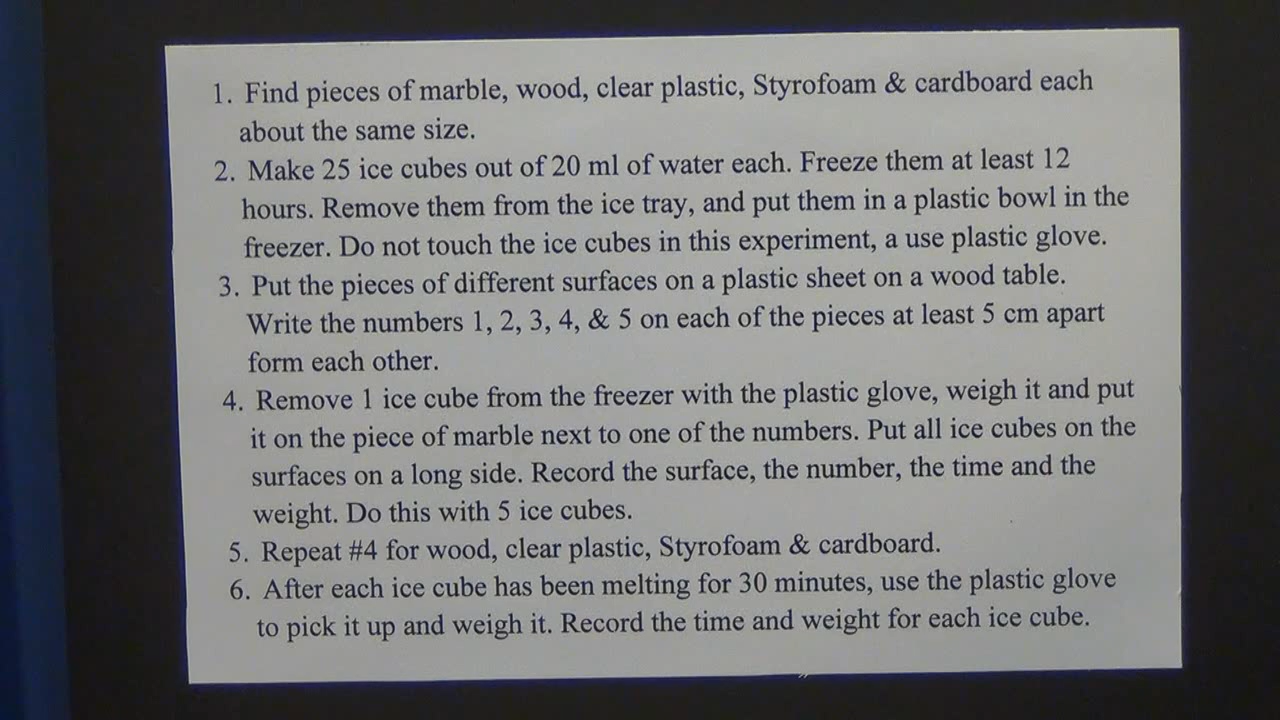 1. Find pieces of marble, wood, clear plastic, Styrofoam & cardboard each
about the same size.
2. Make 25 ice cubes out of 20 ml of water each. Freeze them at least 12
hours. Remove them from the ice tray, and put them in a plastic bowl in the
freezer. Do not touch the ice cubes in this experiment, a use plastic glove.
3. Put the pieces of different surfaces on a plastic sheet on a wood table.
Write the numbers 1, 2, 3, 4, & 5 on each of the pieces at least 5 cm apart
form each other.
4. Remove 1 ice cube from the freezer with the plastic glove, weigh it and put
it on the piece of marble next to one of the numbers. Put all ice cubes on the
surfaces on a long side. Record the surface, the number, the time and the
weight. Do this with 5 ice cubes.
5. Repeat #4 for wood, clear plastic, Styrofoam & cardboard.
6. After each ice cube has been melting for 30 minutes, use the plastic glove
to pick it up and weigh it. Record the time and weight for each ice cube.